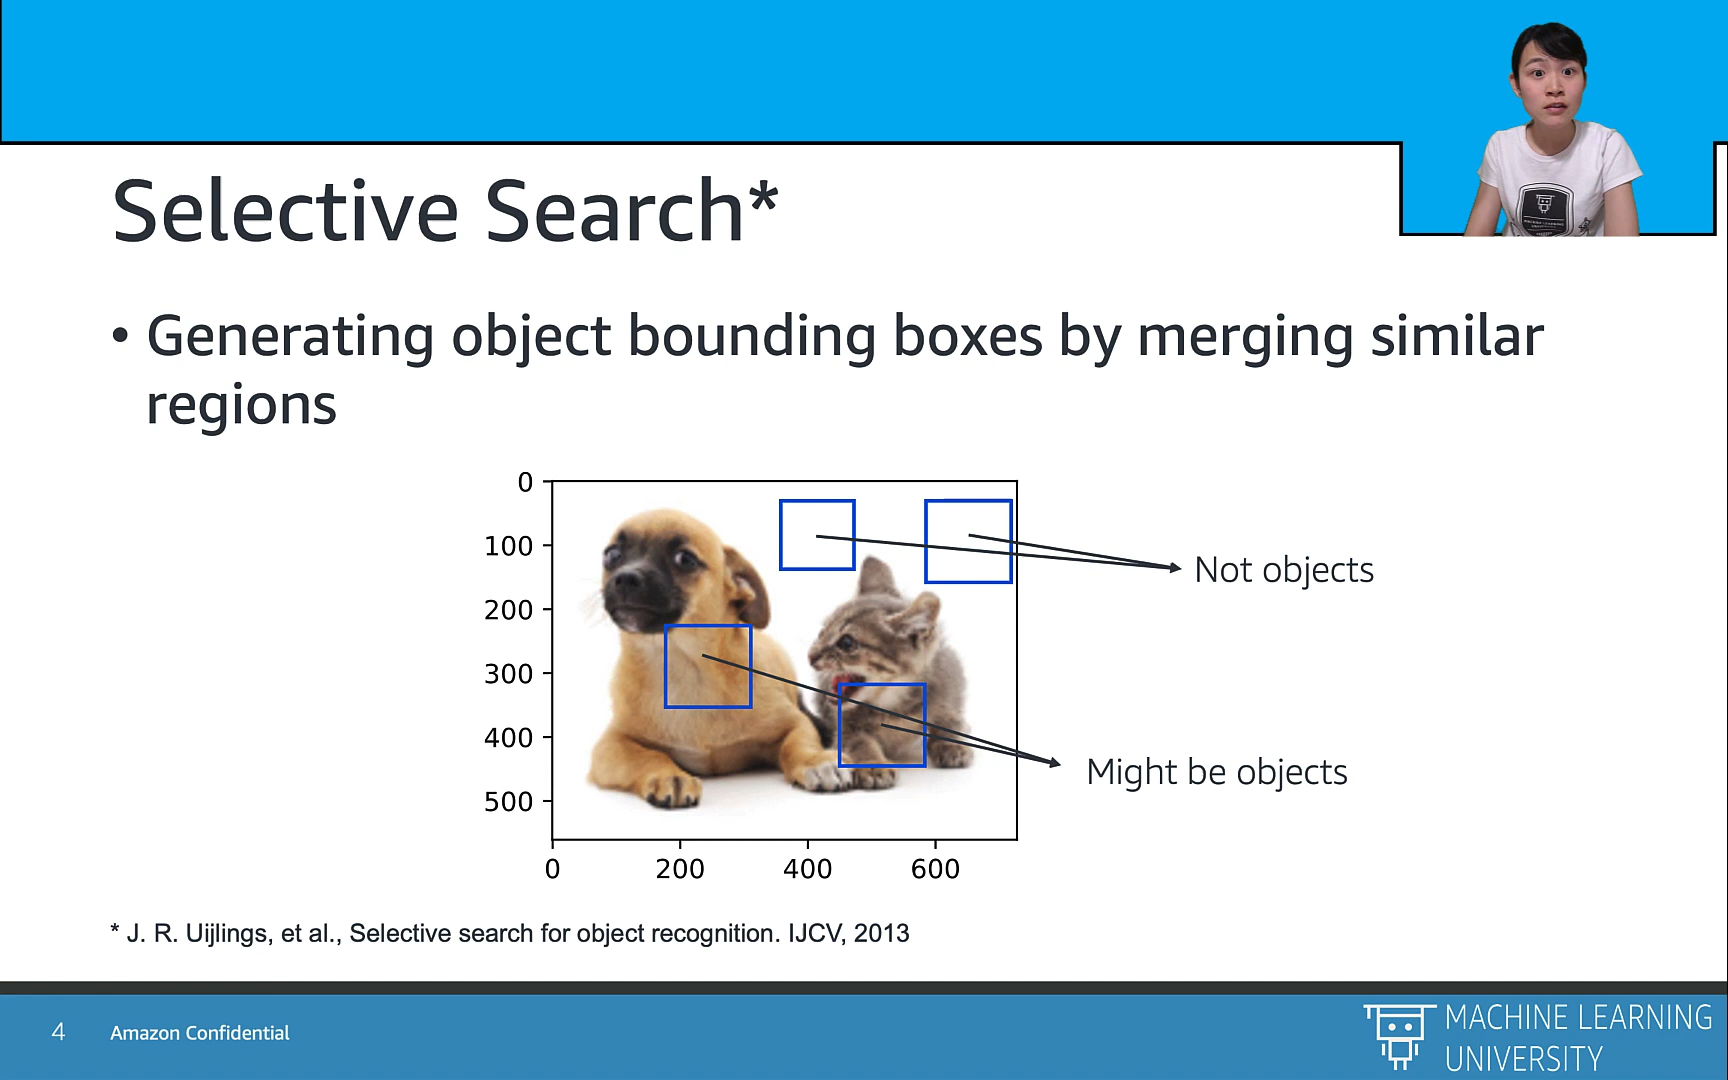 Selective Search*
• Generating object bounding boxes by merging similar
regions
0
100
200
300
400
500
0 200 400 600
Not objects
Might be objects
* J. R. Uijlings, et al., Selective search for object recognition. IJCV, 2013
4 Amazon Confidential
MACHINE LEARNING
UNIVERSITY